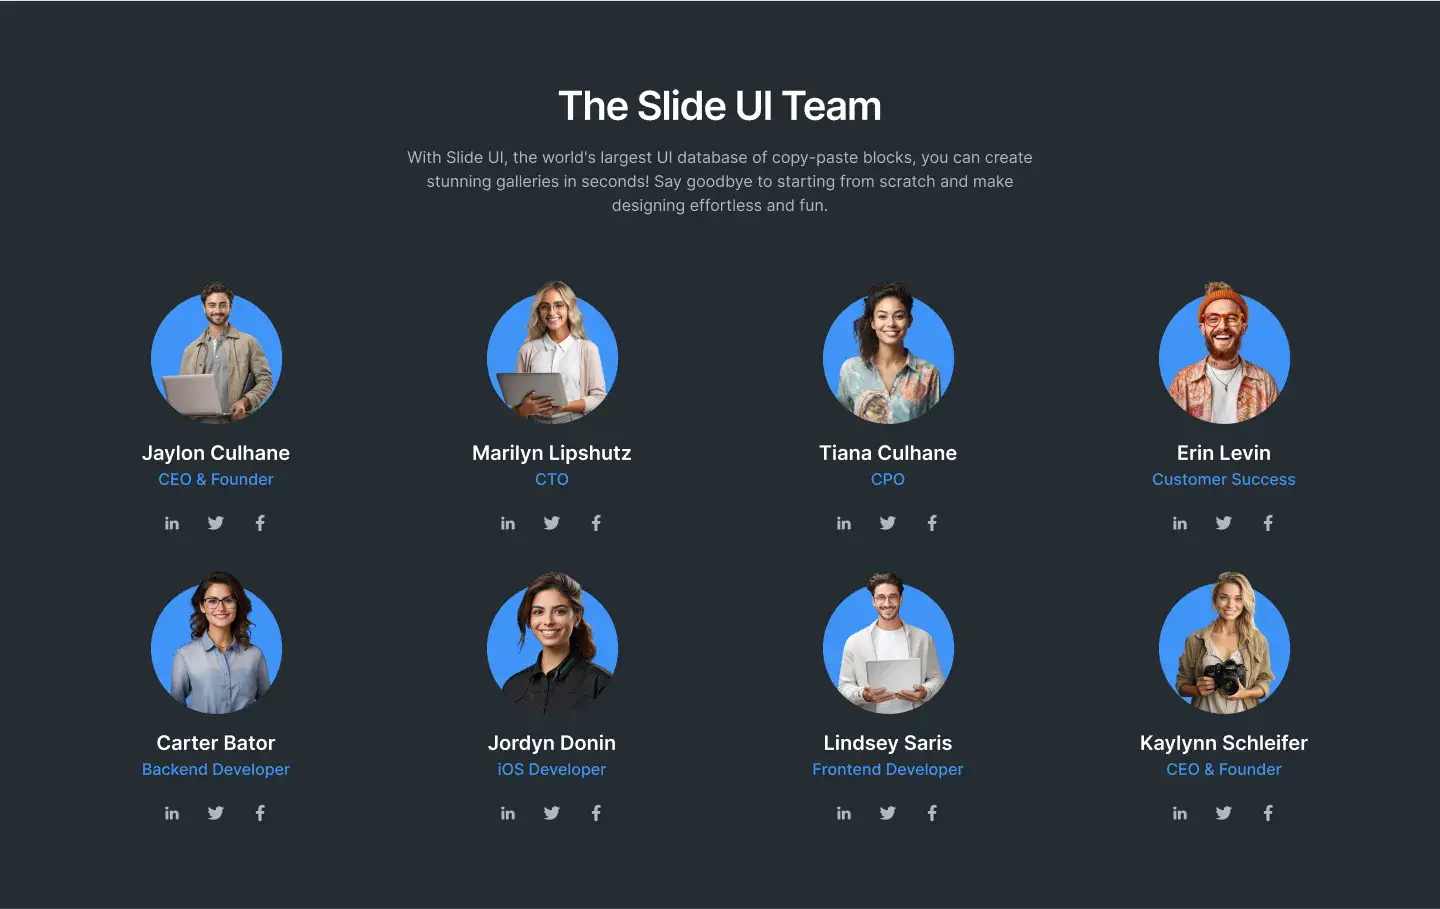 The Slide UI Team
With Slide UI, the world's largest UI database of copy-paste blocks, you can create
stunning galleries in seconds! Say goodbye to starting from scratch and make
designing effortless and fun.
Jaylon Culhane
CEO & Founder
in
Marilyn Lipshutz
CTO
in
Tiana Culhane
CPO
in
Erin Levin
Customer Success
in
Carter Bator
Backend Developer
in
Jordyn Donin
iOS Developer
in
Lindsey Saris
Frontend Developer
in
Kaylynn Schleifer
CEO & Founder
in